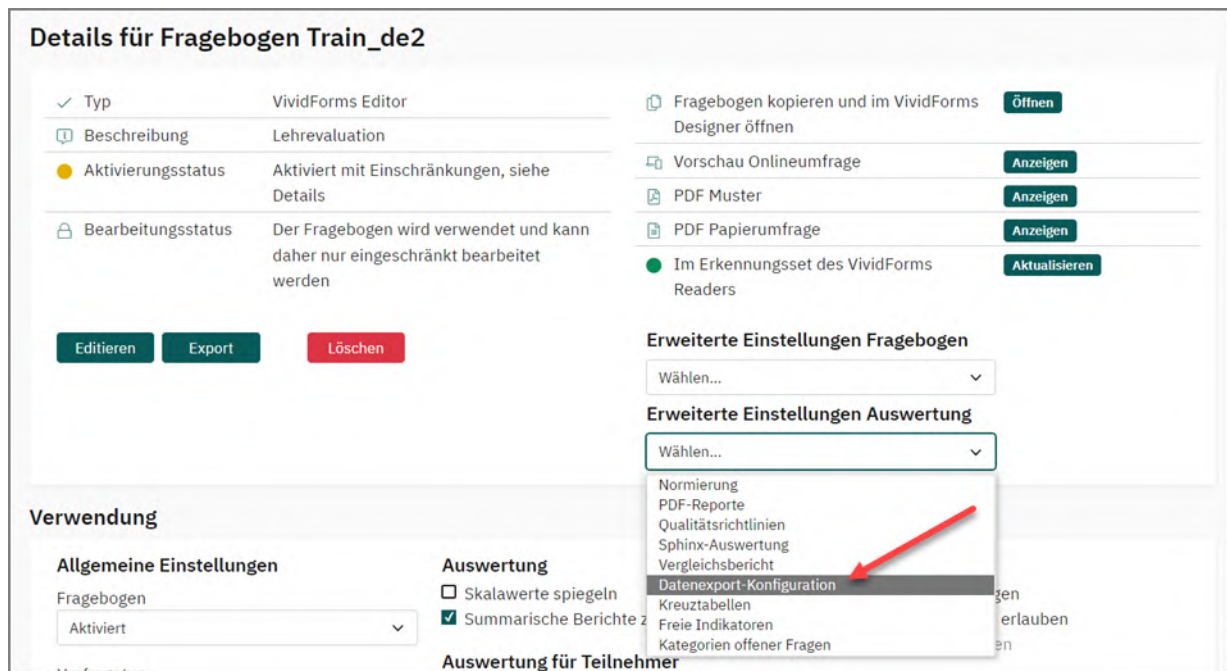 Details für Fragebogen Train_de2
Typ VividForms Editor
Beschreibung Lehrevaluation
Aktivierungsstatus Aktiviert mit Einschränkungen, siehe
Details
Bearbeitungsstatus Der Fragebogen wird verwendet und kann
daher nur eingeschränkt bearbeitet
werden
Editieren Export Löschen
Fragebogen kopieren und im VividForms Öffnen
Designer öffnen
Vorschau Onlineumfrage Anzeigen
PDF Muster Anzeigen
PDF Papierumfrage Anzeigen
Im Erkennungsset des VividForms Aktualisieren
Readers
Erweiterte Einstellungen Fragebogen
Wählen...
Erweiterte Einstellungen Auswertung
Wählen...
Normierung
PDF-Reporte
Qualitätsrichtlinien
Sphinx-Auswertung
Vergleichsbericht
Datenexport-Konfiguration
Kreuztabellen
Freie Indikatoren
Kategorien offener Fragen
Verwendung
Allgemeine Einstellungen
Fragebogen
Aktiviert
Auswertung
Skalawerte spiegeln
Summarische Berichte z
gen
erlauben
en
Auswertung für Teilnehmer